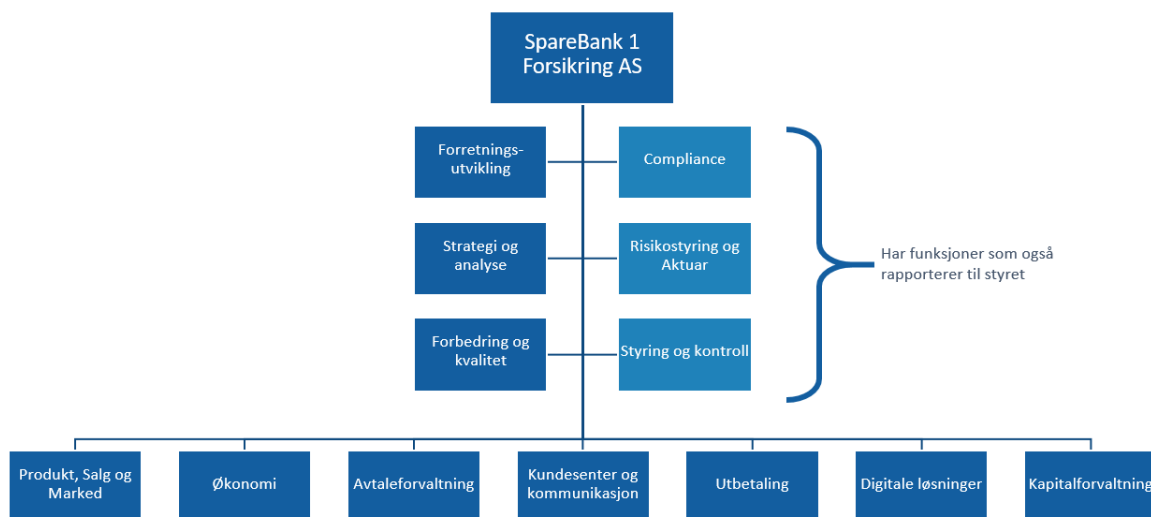 SpareBank 1
Forsikring AS
Forretnings-
utvikling
Compliance
Strategi og
analyse
Risikostyring og
Aktuar
Har funksjoner som også
rapporterer til styret
Forbedring og
kvalitet
Styring og kontroll
Produkt, Salg og
Marked
Økonomi
Avtaleforvaltning
Kundesenter og
kommunikasjon
Utbetaling
Digitale løsninger
Kapitalforvaltning